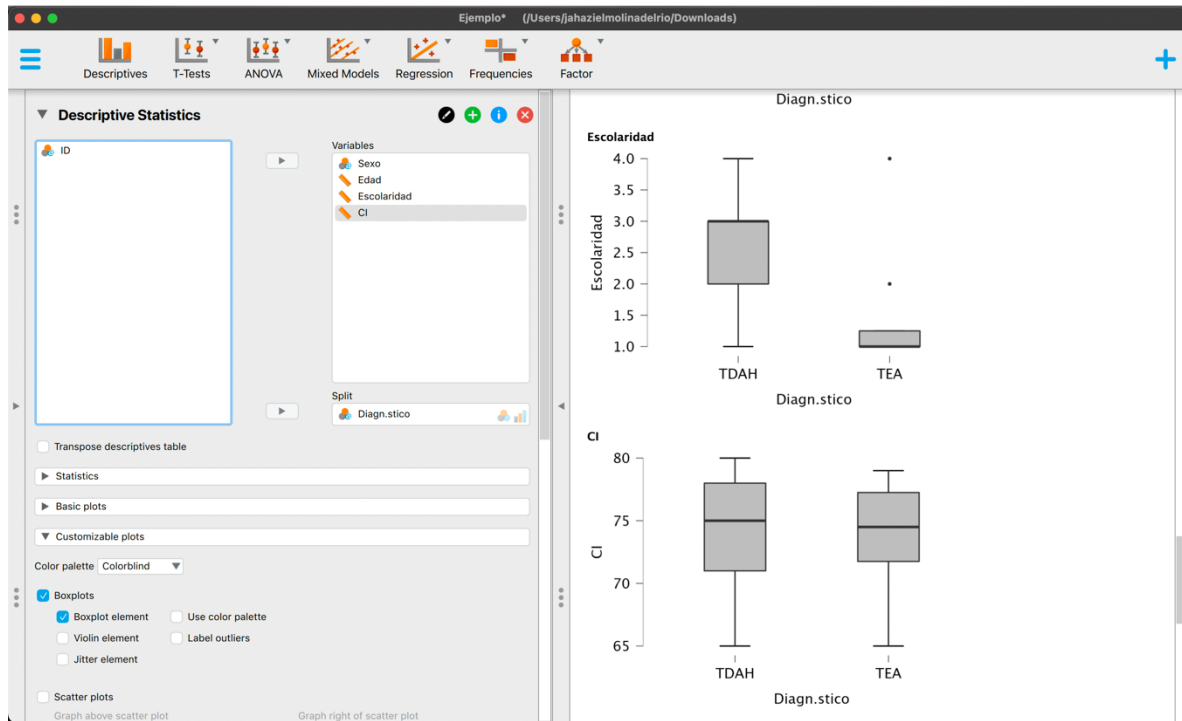 Ejemplo* (/Users/jahazielmolinadelrio/Downloads)
Descriptives
T-Tests
ANOVA
Mixed Models
Regression
Frequencies
Factor
Descriptive Statistics
ID
Variables
Sexo
Edad
Escolaridad
CI
Split
Diagn.stico
Transpose descriptives table
Statistics
Basic plots
Customizable plots
Color palette Colorblind
Boxplots
Boxplot element Use color palette
Violin element Label outliers
Jitter element
Scatter plots
Graph above scatter plot Graph right of scatter plot
Diagn.stico
Escolaridad
Escolaridad
4.0
3.5
3.0
2.5
2.0
1.5
1.0
TDAH TEA
Diagn.stico
CI
CI
80
75
70
65
TDAH TEA
Diagn.stico